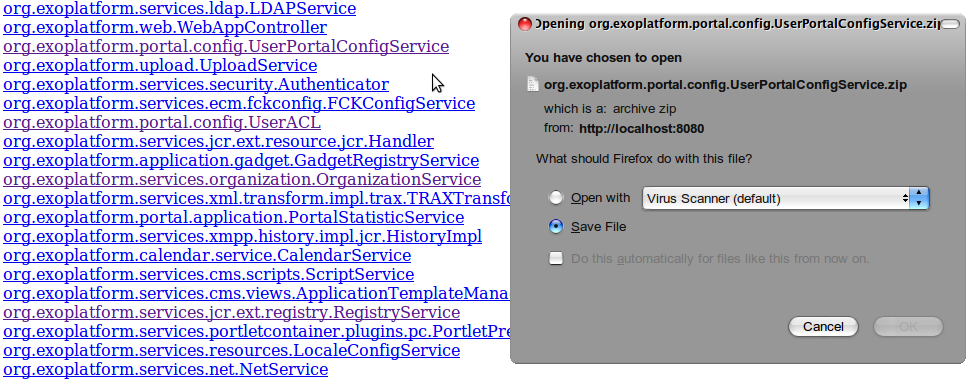 org.exoplatform.services.ldap.LDAPService
org.exoplatform.web.WebAppController
org.exoplatform.portal.config.UserPortalConfigService
org.exoplatform.upload.UploadService
org.exoplatform.services.security.Authenticator
org.exoplatform.services.ecm.fckconfig.FCKConfigService
org.exoplatform.portal.config.UserACL
org.exoplatform.services.jcr.ext.resource.jcr.Handler
org.exoplatform.application.gadget.GadgetRegistryService
org.exoplatform.services.organization.OrganizationService
org.exoplatform.services.xml.transform.impl.trax.TRAXTransfo
org.exoplatform.portal.application.PortalStatisticService
org.exoplatform.services.xmpp.history.impl.jcr.HistoryImpl
org.exoplatform.calendar.service.CalendarService
org.exoplatform.services.cms.scripts.ScriptService
org.exoplatform.services.cms.views.ApplicationTemplateMana
org.exoplatform.services.jcr.ext.registry.RegistryService
org.exoplatform.services.portletcontainer.plugins.pc.PortletPre
org.exoplatform.services.resources.LocaleConfigService
org.exoplatform.services.net.NetService
Opening org.exoplatform.portal.config.UserPortalConfigService.zip
You have chosen to open
org.exoplatform.portal.config.UserPortalConfigService.zip
which is a: archive zip
from: http://localhost:8080
What should Firefox do with this file?
Open with Virus Scanner (default)
Save File
Do this automatically for files like this from now on.
Cancel OK